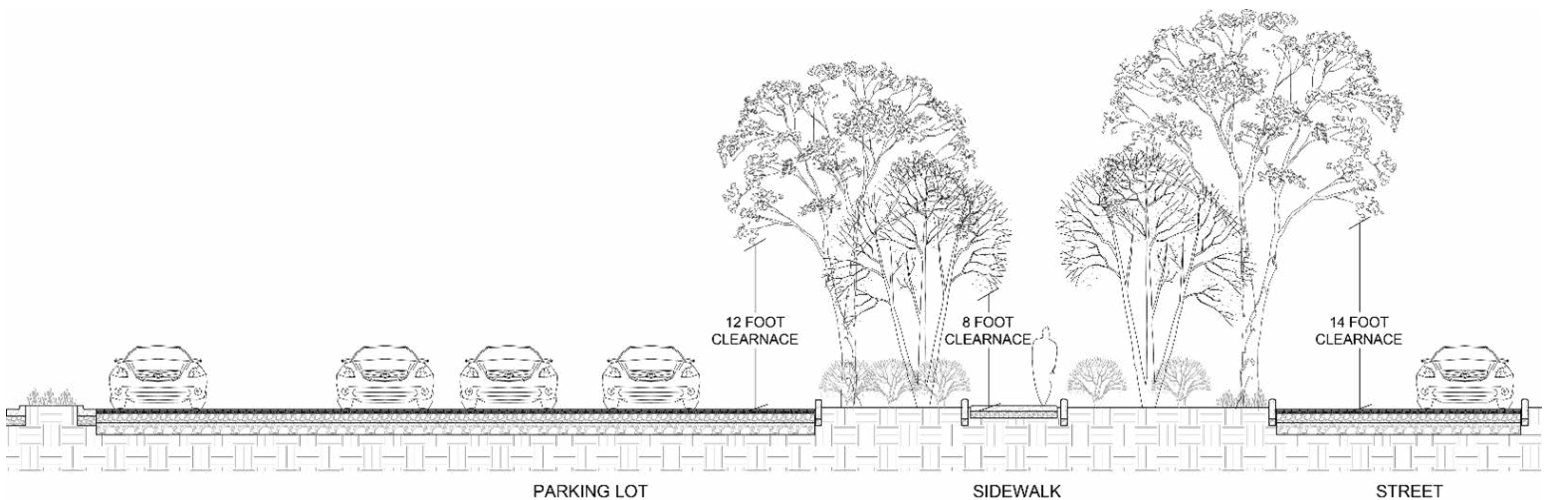 12 FOOT
CLEARNACE
8 FOOT
CLEARNACE
14 FOOT
CLEARNACE
PARKING LOT
SIDEWALK
STREET